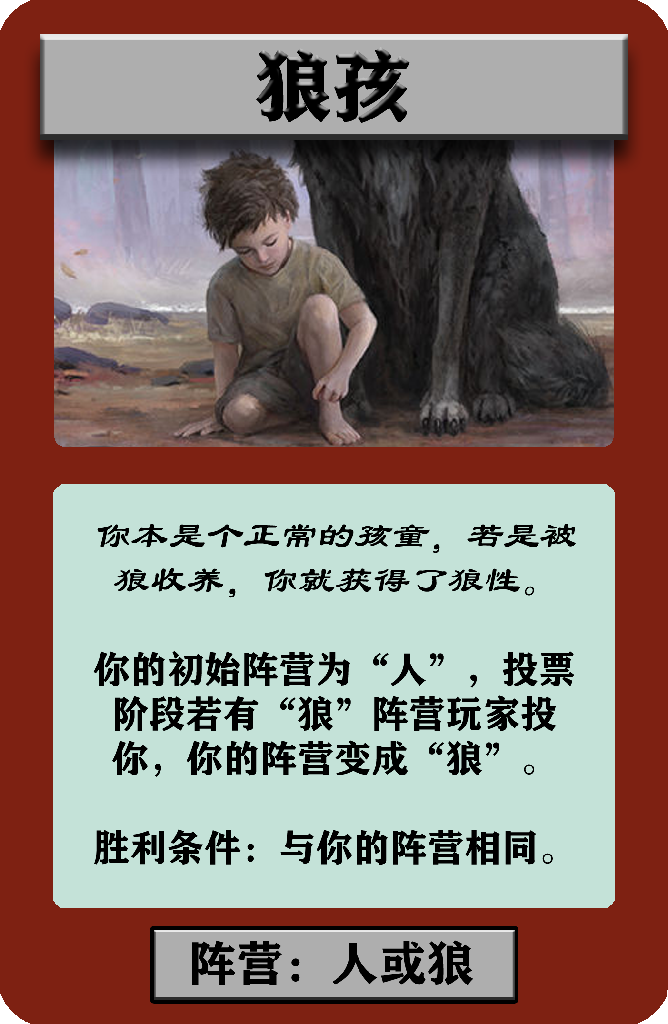 狼孩
你本是个正常的孩童，若是被
狼收养，你就获得了狼性。
你的初始阵营为“人”，投票
阶段若有“狼”阵营玩家投
你，你的阵营变成“狼”。
胜利条件：与你的阵营相同。
阵营：人或狼